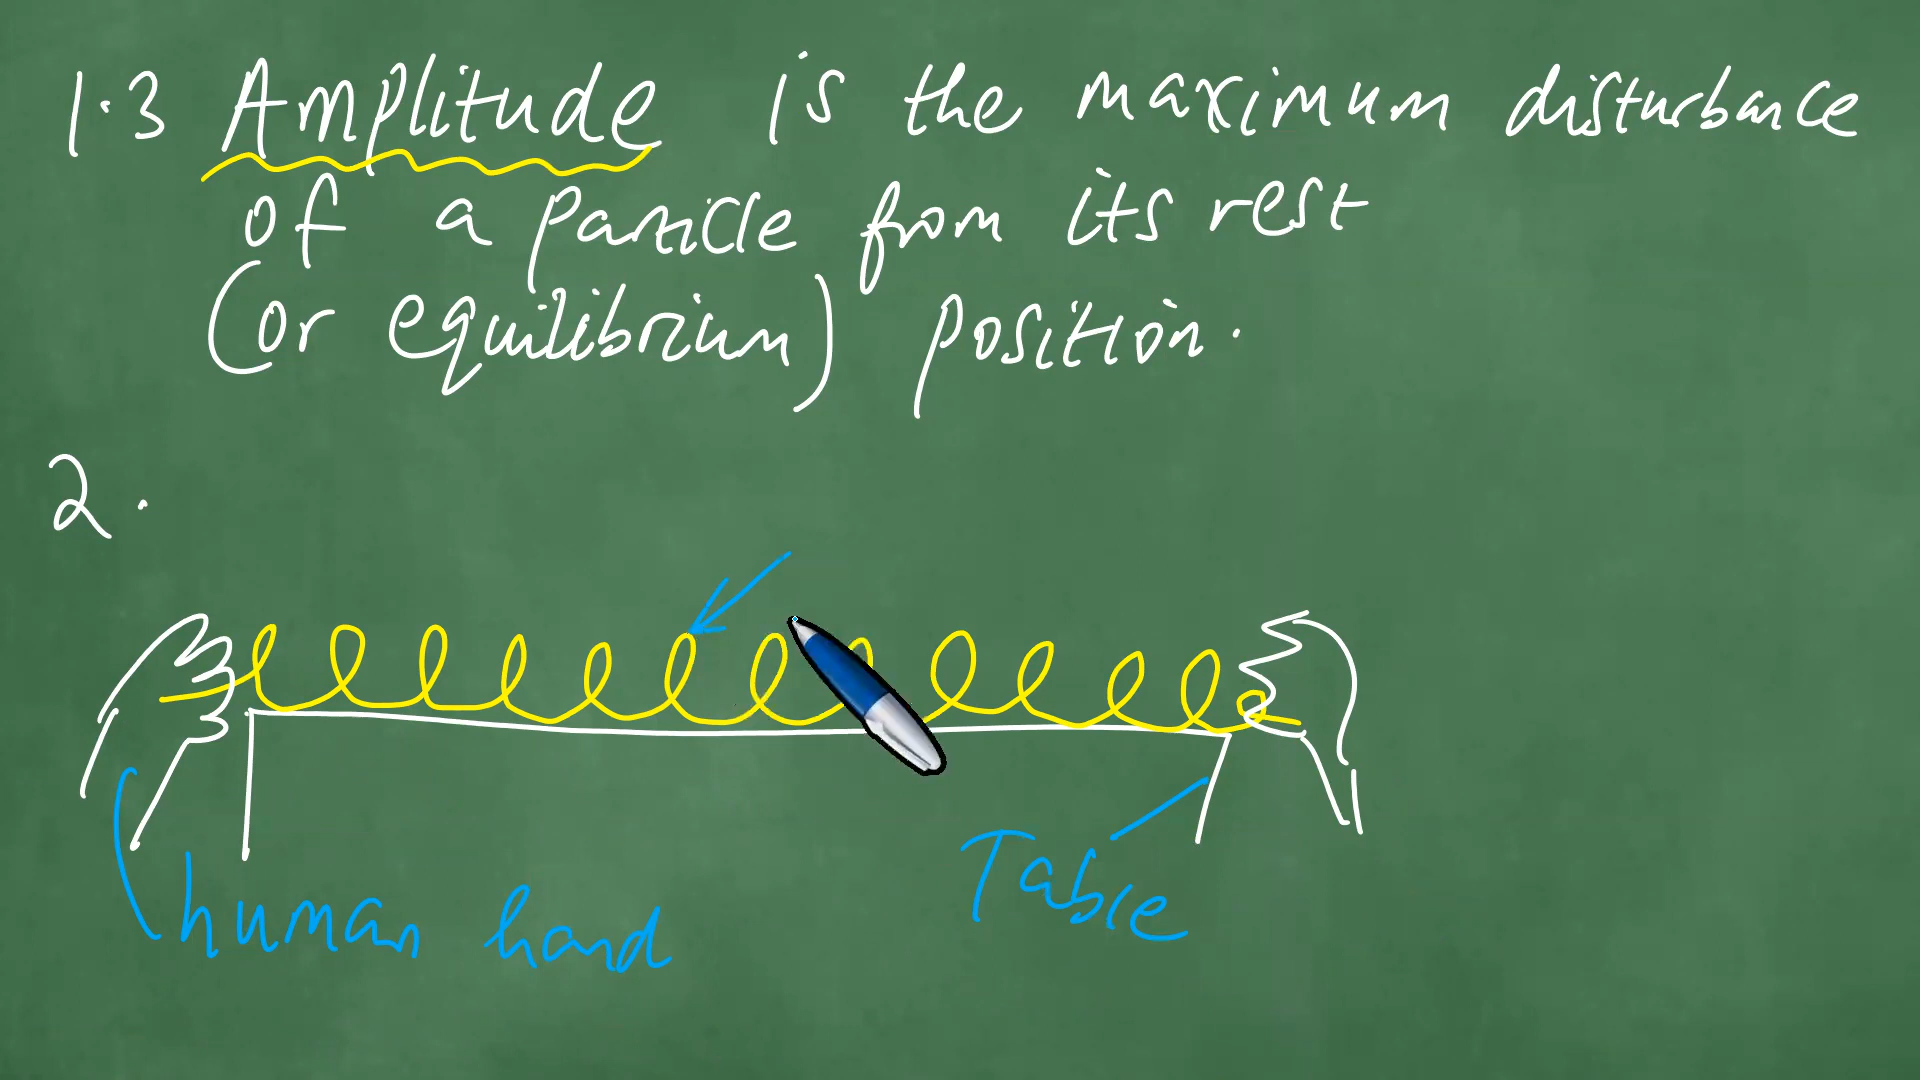 1.3 Amplitude is the maximum disturbance
of a particle from its rest
(or equilibrium) position.
2.
human hand
Table